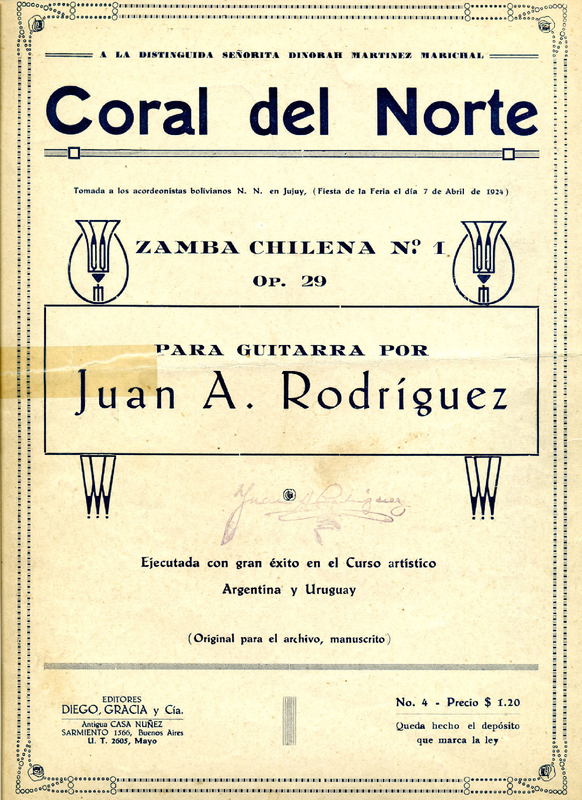 A LA DISTINGUIDA SEÑORITA DINORAH MARTINEZ MARICHAL
Coral del Norte
Tomada a los acordeonistas bolivianos N. N. en Jujuy, (Fiesta de la Feria el día 7 de Abril de 1924)
ZAMBA CHILENA Nº. 1
OP. 29
PARA GUITARRA POR
Juan A. Rodríguez
Juan A Rodríguez
Ejecutada con gran éxito en el Curso artístico
Argentina y Uruguay
(Original para el archivo, manuscrito)
EDITORES
DIEGO, GRACIA y Cía.
Antigua CASA NUÑEZ
SARMIENTO 1566, Buenos Aires
U. T. 2605, Mayo
No. 4 - Precio $ 1.20
Queda hecho el depósito
que marca la ley